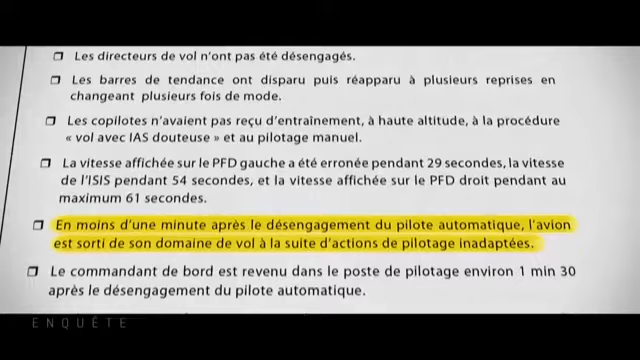 ❒ Les directeurs de vol n'ont pas été désengagés.
❒ Les barres de tendance ont disparu puis réapparu à plusieurs reprises en
changeant plusieurs fois de mode.
❒ Les copilotes n'avaient pas reçu d'entraînement, à haute altitude, à la procédure
« vol avec IAS douteuse » et au pilotage manuel.
❒ La vitesse affichée sur le PFD gauche a été erronée pendant 29 secondes, la vitesse
de l'ISIS pendant 54 secondes, et la vitesse affichée sur le PFD droit pendant au
maximum 61 secondes.
❒ En moins d'une minute après le désengagement du pilote automatique, l'avion
est sorti de son domaine de vol à la suite d'actions de pilotage inadaptées.
❒ Le commandant de bord est revenu dans le poste de pilotage environ 1 min 30
après le désengagement du pilote automatique.
ENQUÊTE